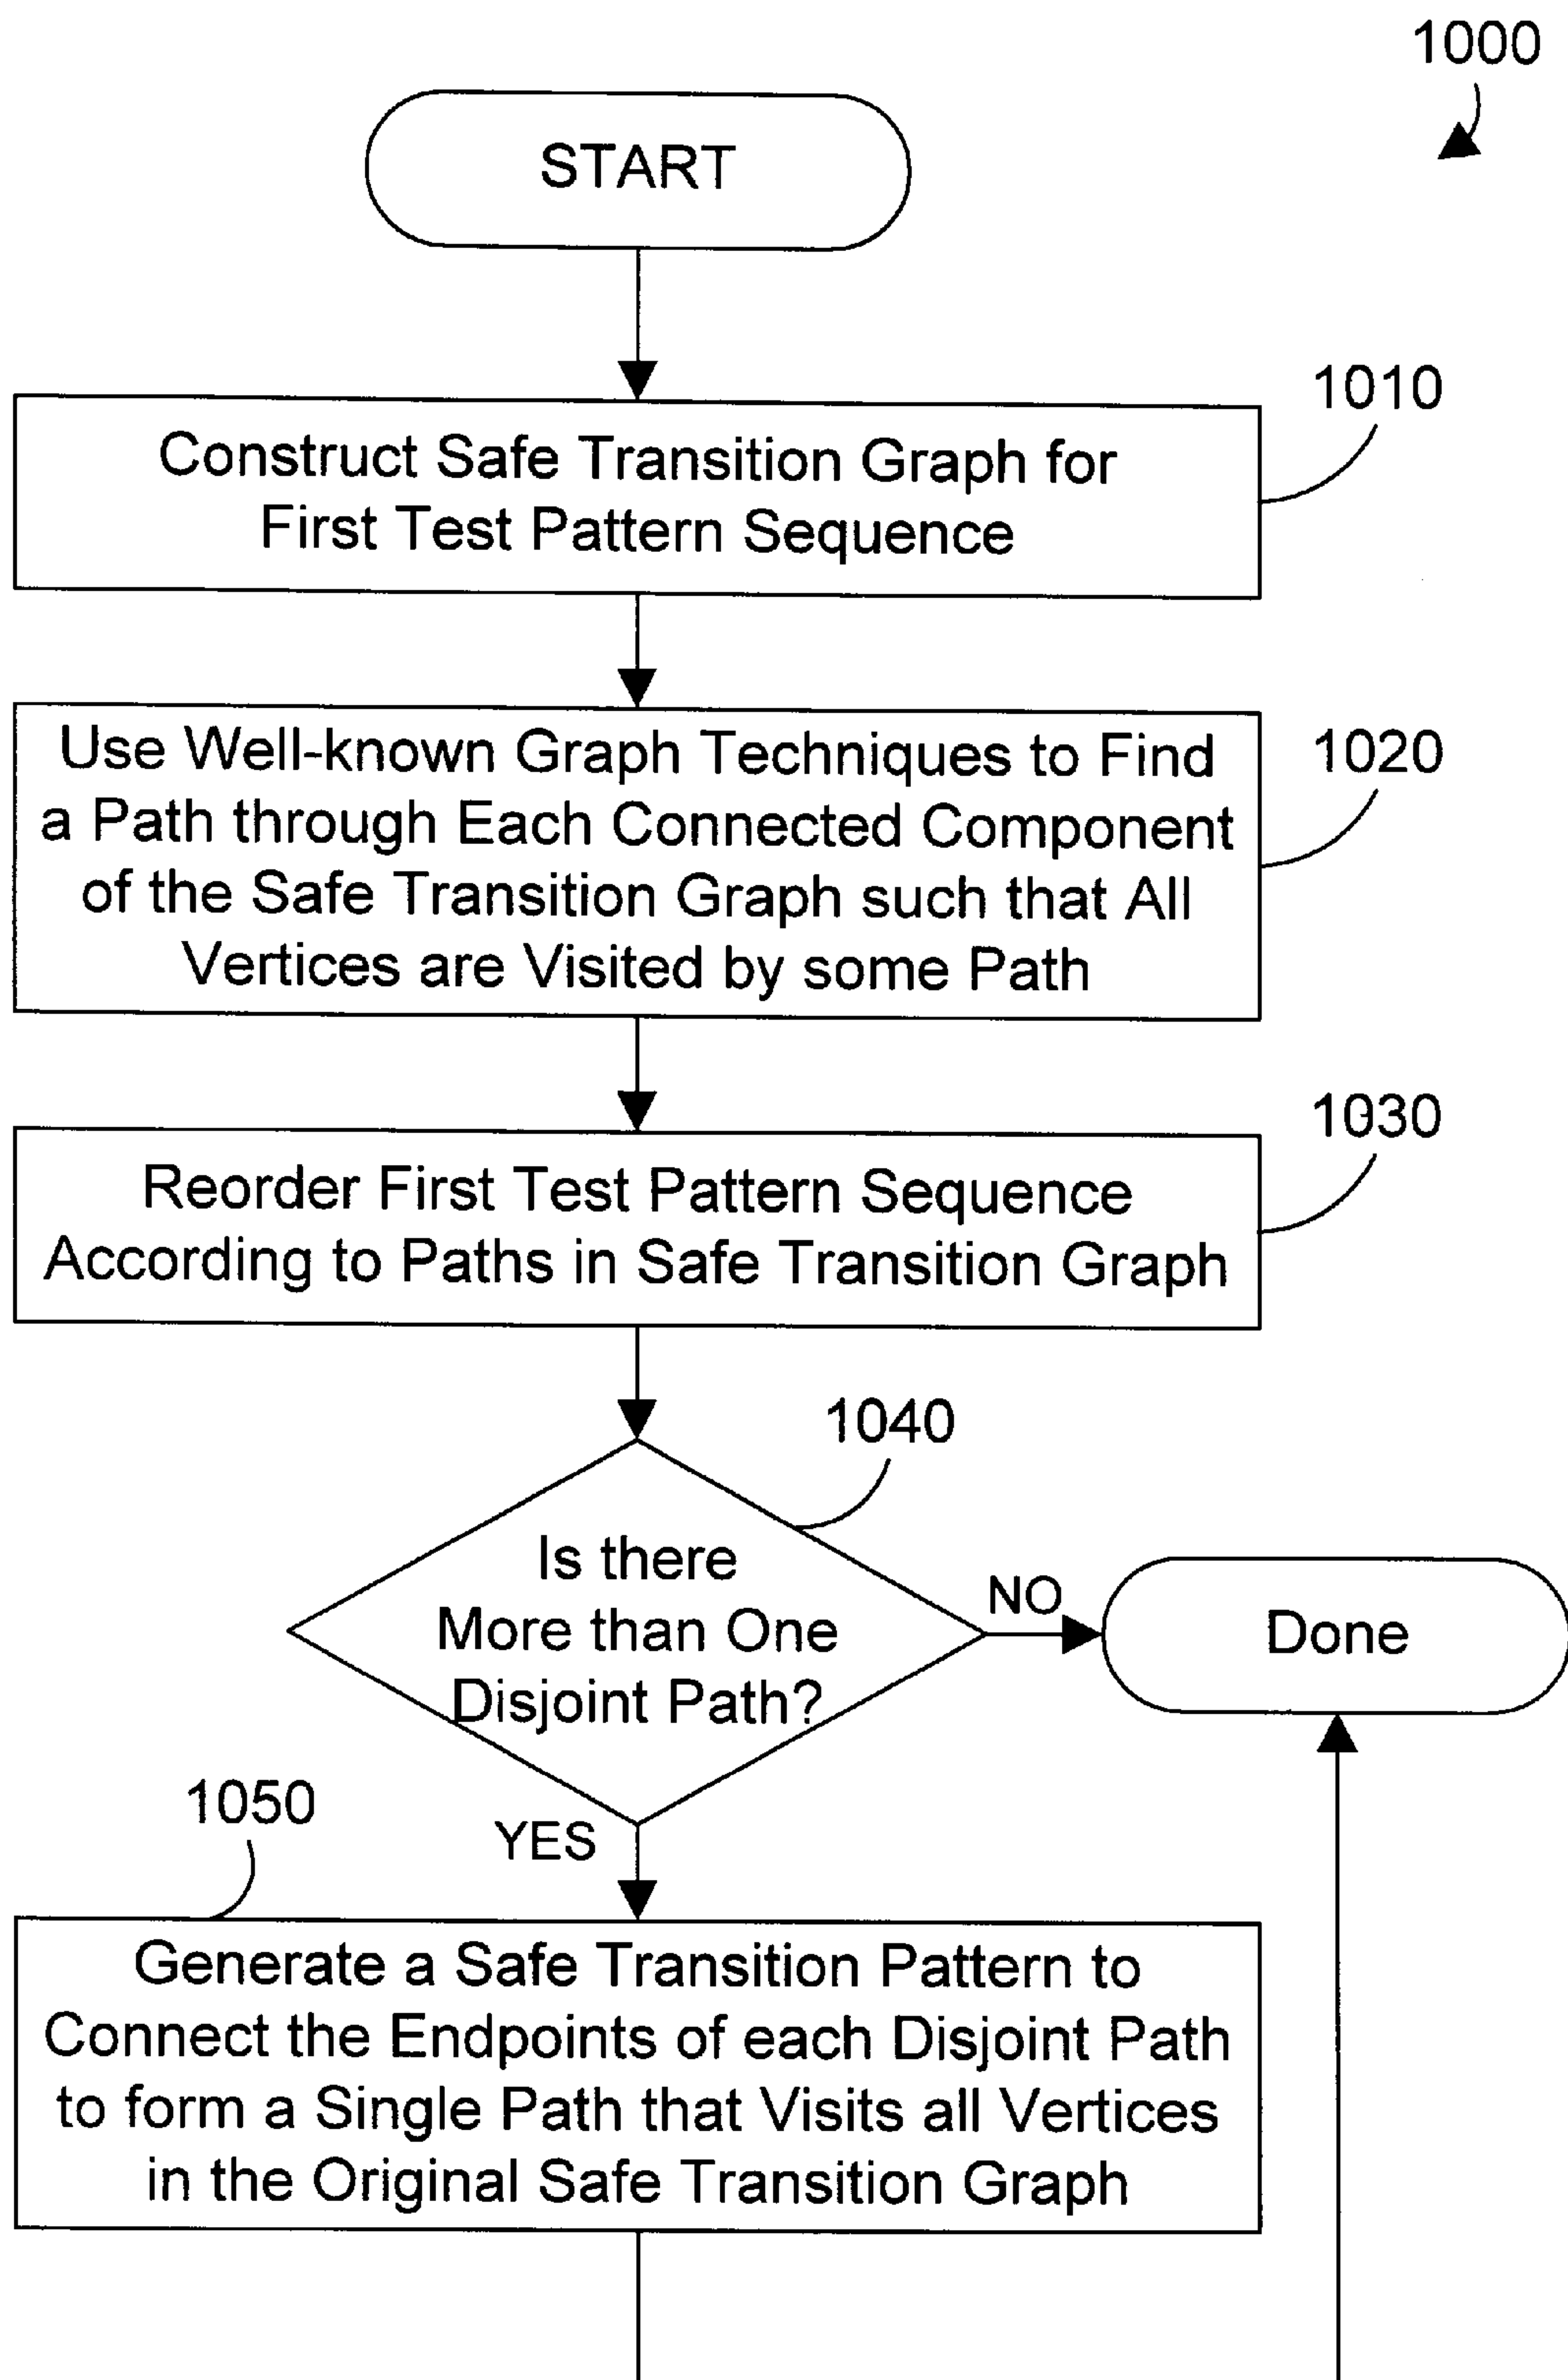 1000
START
1010
Construct Safe Transition Graph for
First Test Pattern Sequence
1020
Use Well-known Graph Techniques to Find
a Path through Each Connected Component
of the Safe Transition Graph such that All
Vertices are Visited by some Path
1030
Reorder First Test Pattern Sequence
According to Paths in Safe Transition Graph
1040
Is there
More than One
Disjoint Path?
NO
Done
YES
1050
Generate a Safe Transition Pattern to
Connect the Endpoints of each Disjoint Path
to form a Single Path that Visits all Vertices
in the Original Safe Transition Graph